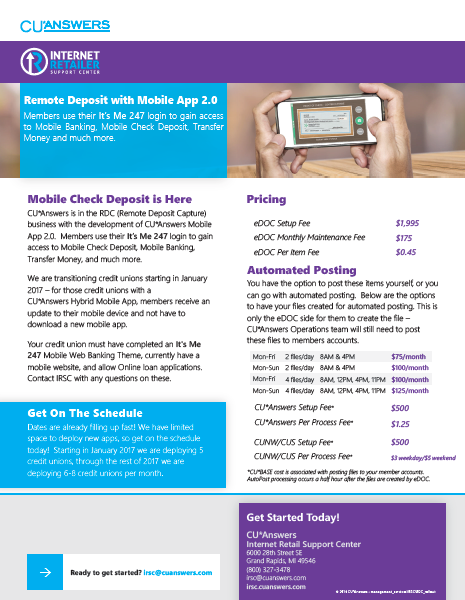 CU*ANSWERS
INTERNET
RETAILER
SUPPORT CENTER
Remote Deposit with Mobile App 2.0
Members use their It's Me 247 login to gain access
to Mobile Banking, Mobile Check Deposit, Transfer
Money and much more.
Mobile Check Deposit is Here
CU*Answers is in the RDC (Remote Deposit Capture)
business with the development of CU*Answers Mobile
App 2.0. Members use their It's Me 247 login to gain
access to Mobile Check Deposit, Mobile Banking,
Transfer Money, and much more.
We are transitioning credit unions starting in January
2017 – for those credit unions with a
CU*Answers Hybrid Mobile App, members receive an
update to their mobile device and not have to
download a new mobile app.
Your credit union must have completed an It's Me
247 Mobile Web Banking Theme, currently have a
mobile website, and allow Online loan applications.
Contact IRSC with any questions on these.
Get On The Schedule
Dates are already filling up fast! We have limited
space to deploy new apps, so get on the schedule
today! Starting in January 2017 we are deploying 5
credit unions, through the rest of 2017 we are
deploying 6-8 credit unions per month.
Pricing
eDOC Setup Fee $1,995
eDOC Monthly Maintenance Fee $175
eDOC Per Item Fee $0.45
Automated Posting
You have the option to post these items yourself, or you
can go with automated posting. Below are the options
to have your files created for automated posting. This is
only the eDOC side for them to create the file –
CU*Answers Operations team will still need to post
these files to members accounts.
Mon-Fri 2 files/day 8AM & 4PM $75/month
Mon-Sun 2 files/day 8AM & 4PM $100/month
Mon-Fri 4 files/day 8AM, 12PM, 4PM, 11PM $100/month
Mon-Sun 4 files/day 8AM, 12PM, 4PM, 11PM $125/month
CU*Answers Setup Fee* $500
CU*Answers Per Process Fee* $1.25
CUNW/CUS Setup Fee* $500
CUNW/CUS Per Process Fee* $3 weekday/$5 weekend
*CU*BASE cost is associated with posting files to your member accounts.
AutoPost processing occurs a half hour after the files are created by eDOC.
Ready to get started? irsc@cuanswers.com
Get Started Today!
CU*Answers
Internet Retail Support Center
6000 28th Street SE
Grand Rapids, MI 49546
(800) 327-3478
irsc@cuanswers.com
irsc.cuanswers.com